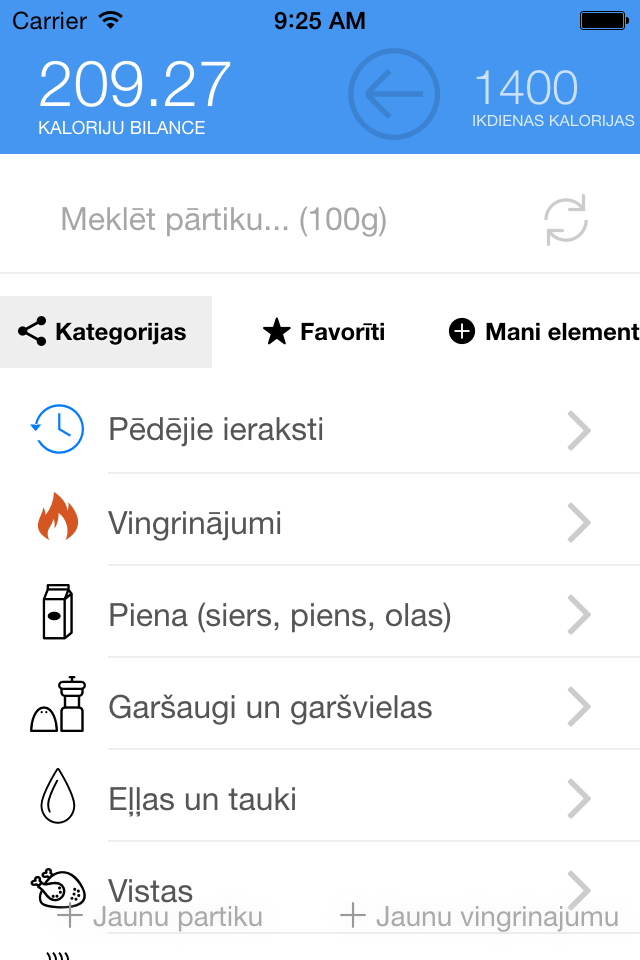 Carrier 9:25 AM
209.27 1400
KALORIJU BILANCE IKDIENAS KALORIJAS
Meklēt pārtiku... (100g)
Kategorijas Favorīti Mani element
Pēdējie ieraksti
Vingrinājumi
Piena (siers, piens, olas)
Garšaugi un garšvielas
Eļļas un tauki
Vistas
Jaunu partiku Jaunu vingrinajumu